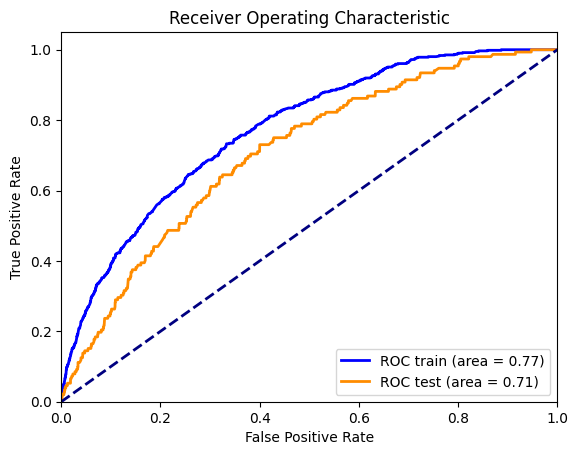 Receiver Operating Characteristic
1.0
0.8
0.6
0.4
0.2
0.0
True Positive Rate
ROC train (area = 0.77)
ROC test (area = 0.71)
0.0 0.2 0.4 0.6 0.8 1.0
False Positive Rate